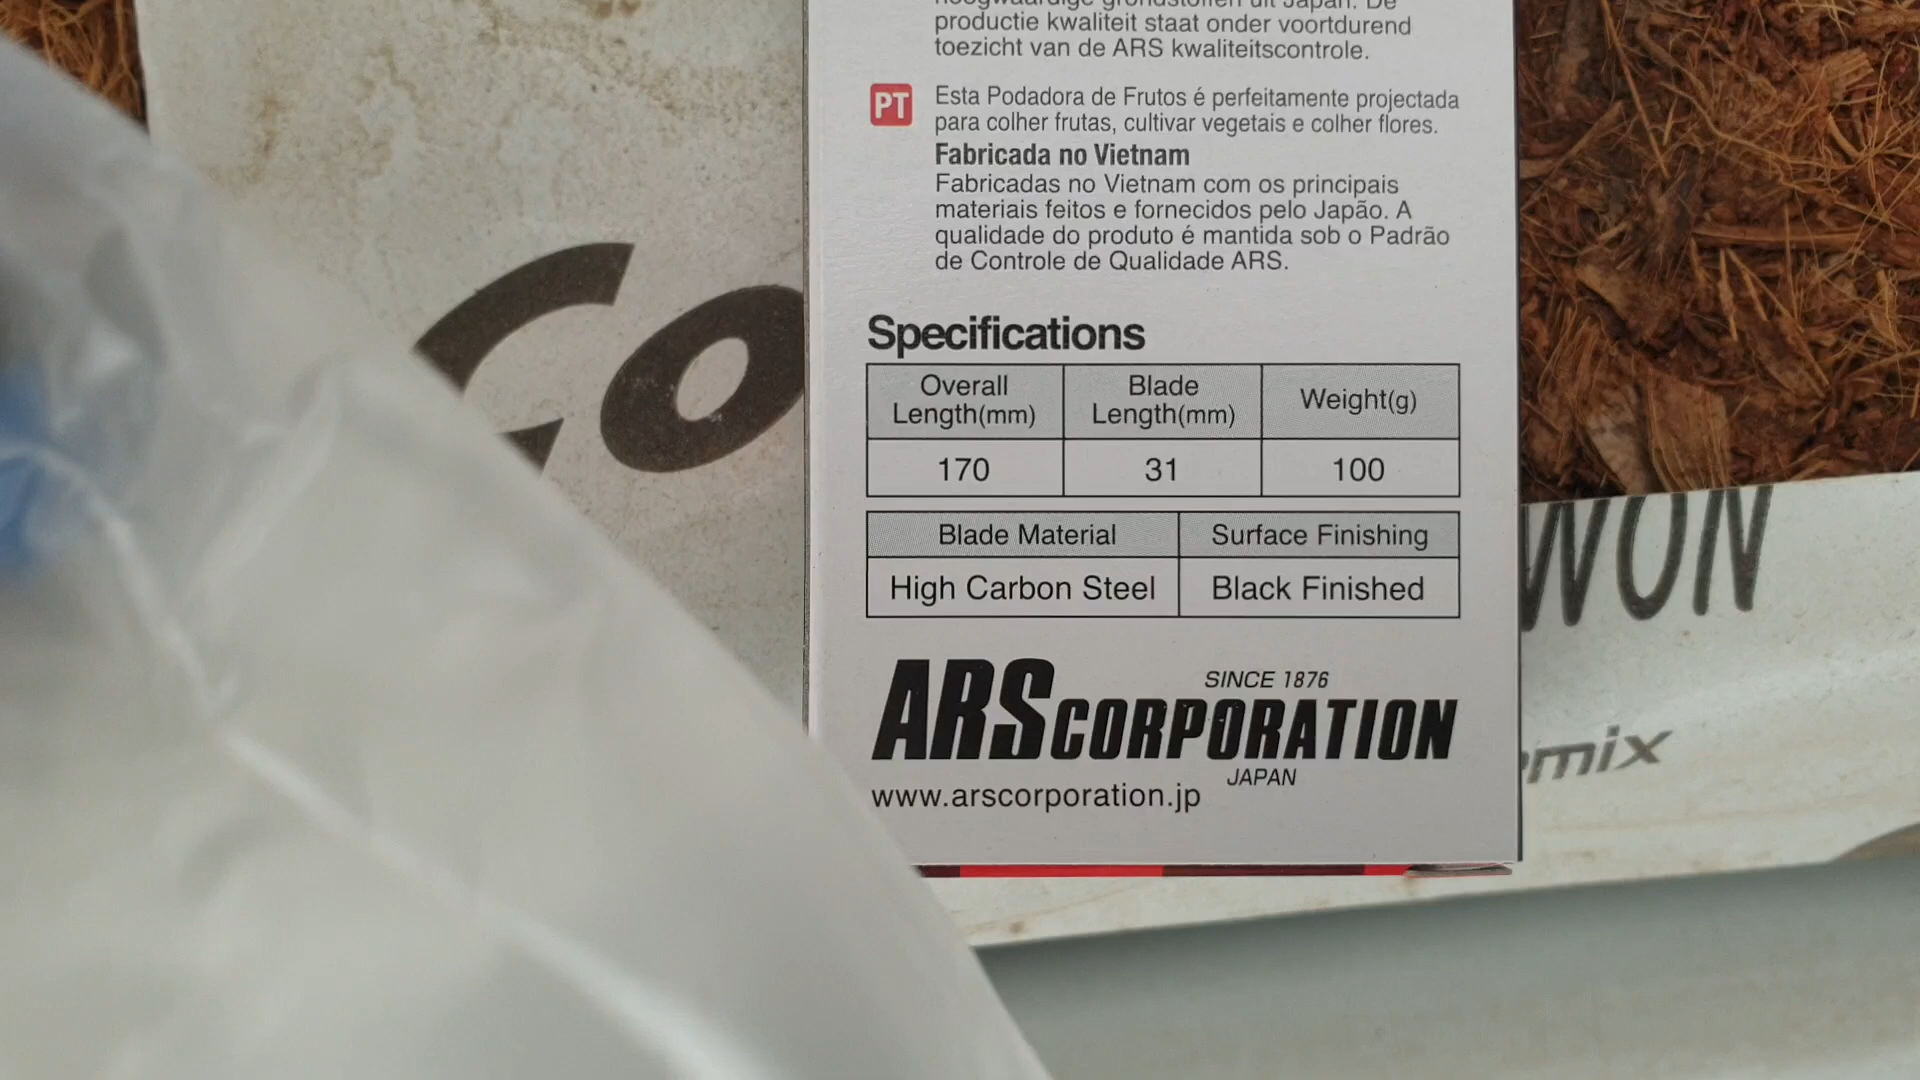 productie kwaliteit staat onder voortdurend
toezicht van de ARS kwaliteitscontrole.
PT
Esta Podadora de Frutos é perfeitamente projectada
para colher frutas, cultivar vegetais e colher flores.
Fabricada no Vietnam
Fabricadas no Vietnam com os principais
materiais feitos e fornecidos pelo Japão. A
qualidade do produto é mantida sob o Padrão
de Controle de Qualidade ARS.
Specifications
Overall Length(mm)
Blade Length(mm)
Weight(g)
170
31
100
Blade Material
Surface Finishing
High Carbon Steel
Black Finished
SINCE 1876
ARS CORPORATION
JAPAN
www.arscorporation.jp